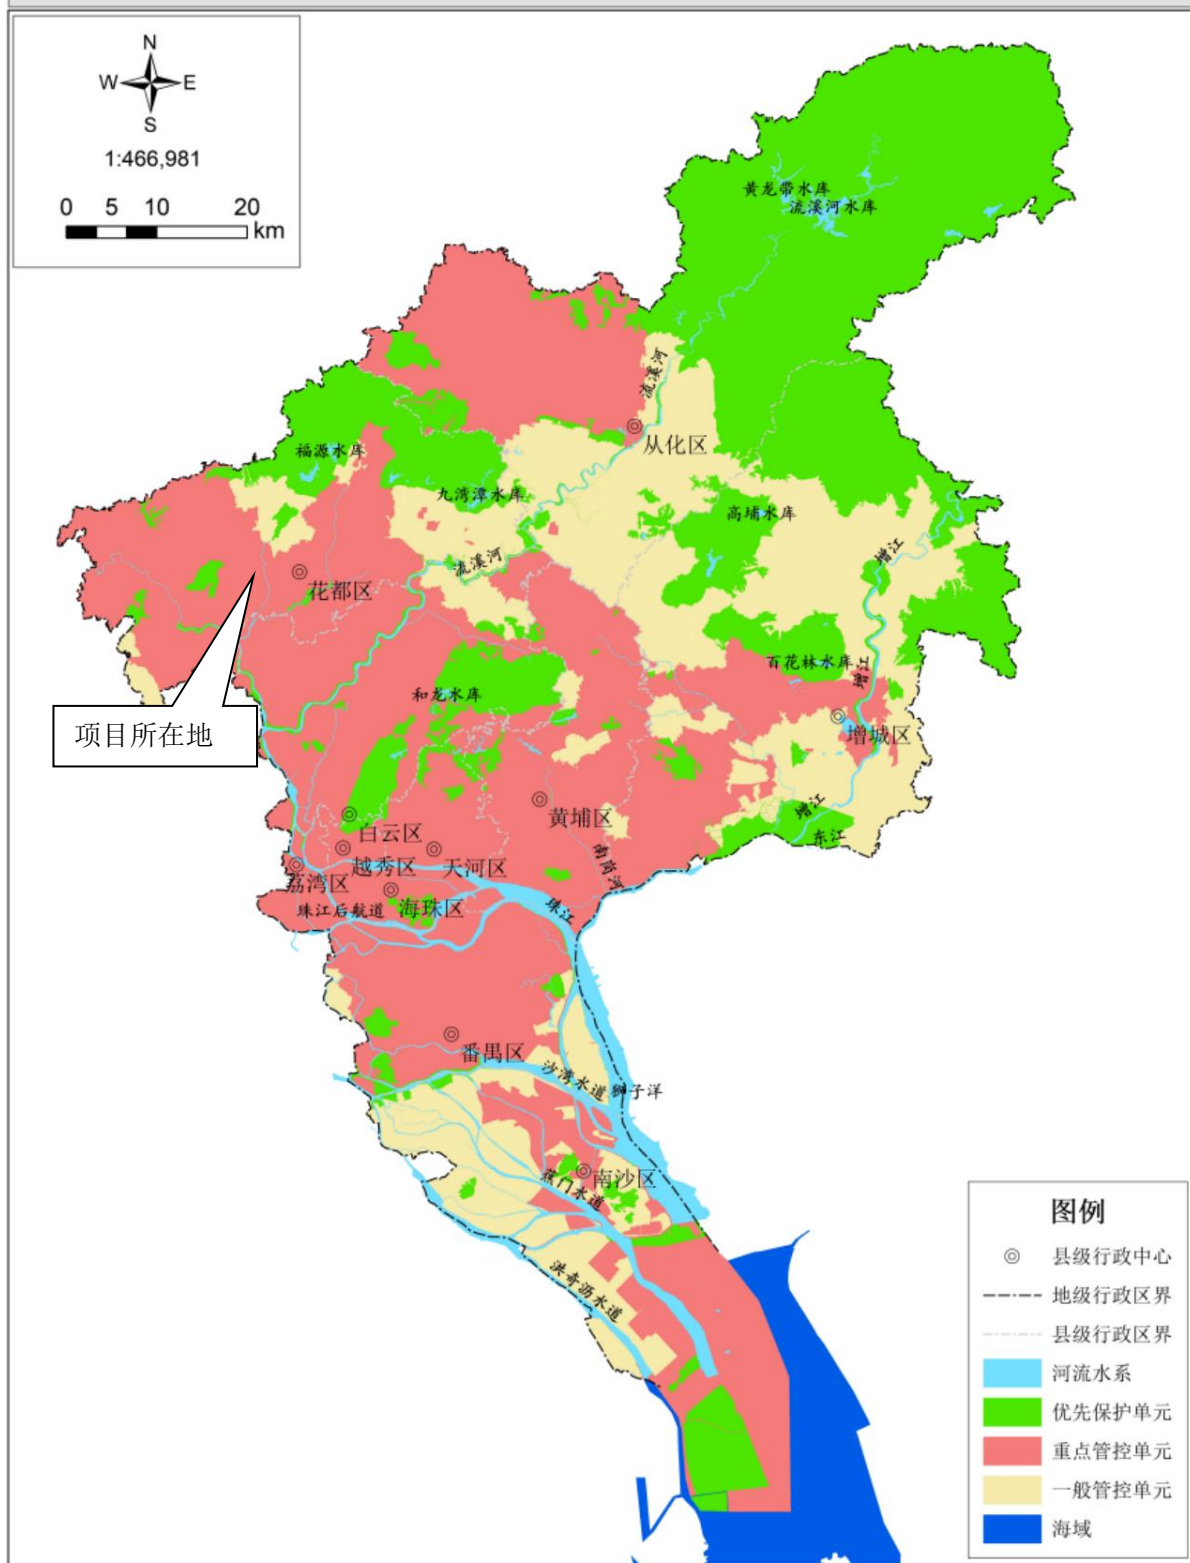 N
W E
S
1:466,981
0 5 10 20
km
黄龙带水库
流溪河水库
流溪河
从化区
福源水库
九湾潭水库
高埔水库
增江
流溪河
花都区
百花林水库
增江
和龙水库
项目所在地
增城区
增江
黄埔区
白云区
东江
越秀区
天河区
南岗河
荔湾区
海珠区
珠江后航道
珠江
番禺区
沙湾水道
狮子洋
南沙区
蕉门水道
洪奇沥水道
图例
县级行政中心
地级行政区界
县级行政区界
河流水系
优先保护单元
重点管控单元
一般管控单元
海域